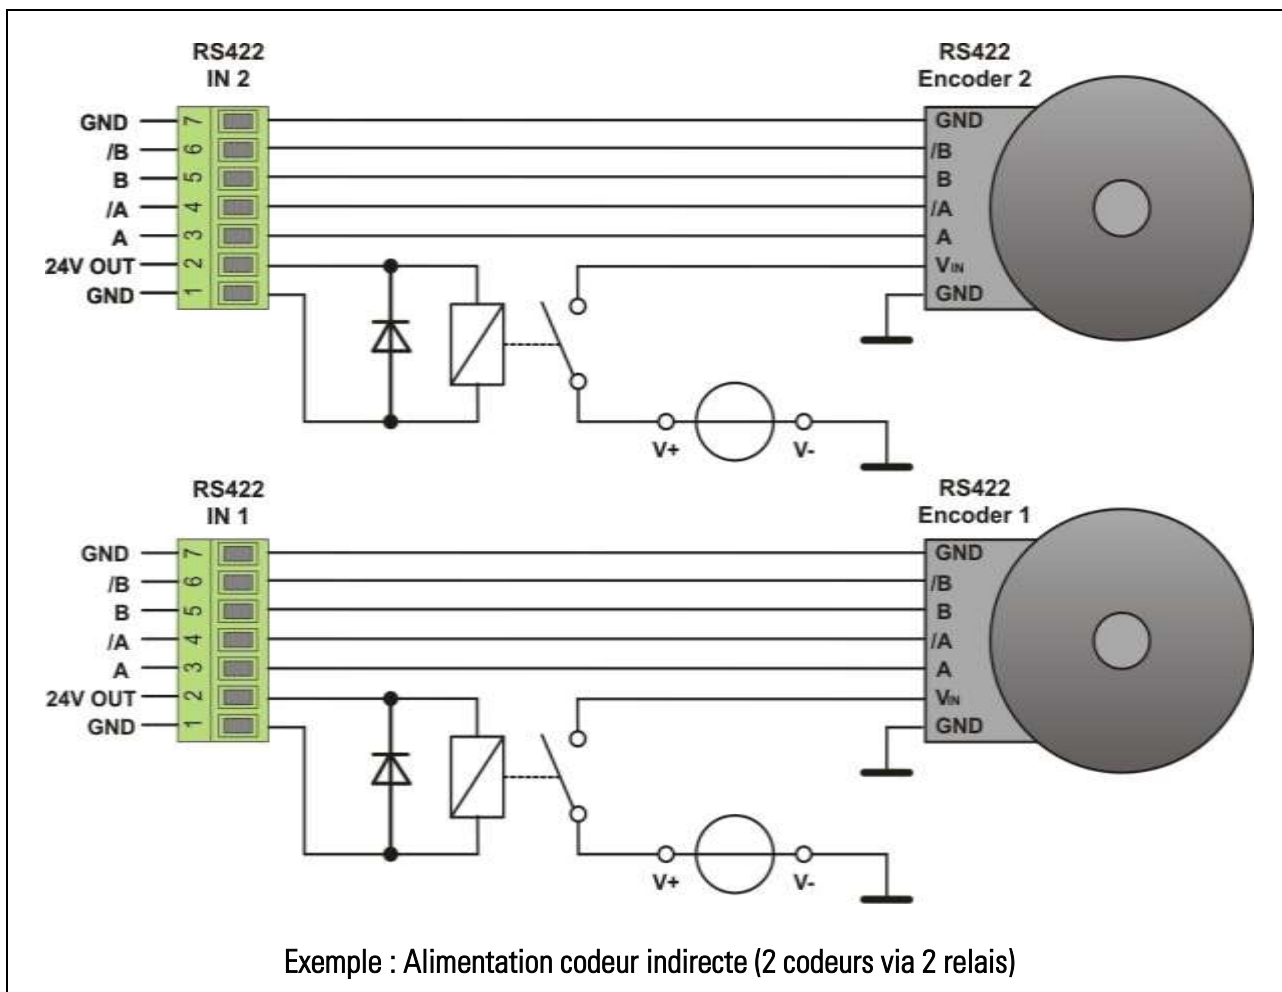 RS422
IN 2
RS422
Encoder 2
GND 7 GND
/B 6 /B
B 5 B
/A 4 /A
A 3 A
24V OUT 2 VIN
GND 1 GND
V+ V-
RS422
IN 1
RS422
Encoder 1
GND 7 GND
/B 6 /B
B 5 B
/A 4 /A
A 3 A
24V OUT 2 VIN
GND 1 GND
V+ V-
Exemple : Alimentation codeur indirecte (2 codeurs via 2 relais)